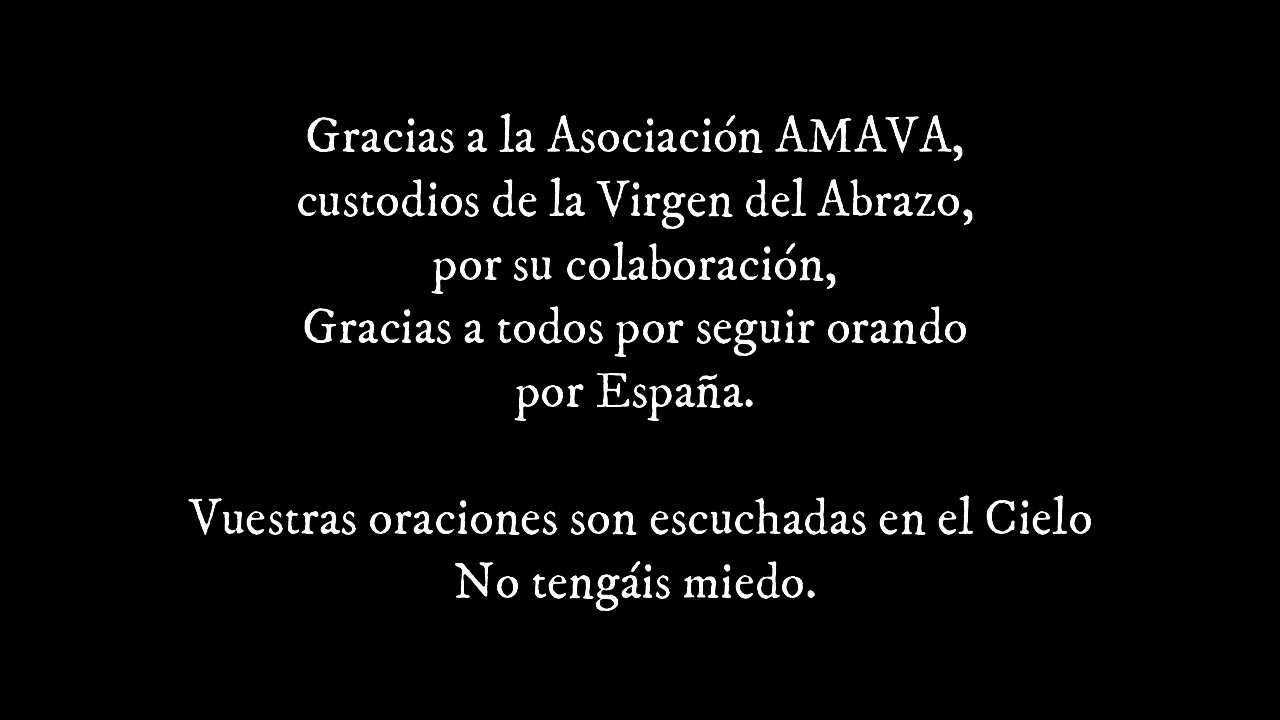 Gracias a la Asociación AMAVA,
custodios de la Virgen del Abrazo,
por su colaboración,
Gracias a todos por seguir orando
por España.
Vuestras oraciones son escuchadas en el Cielo
No tengáis miedo.